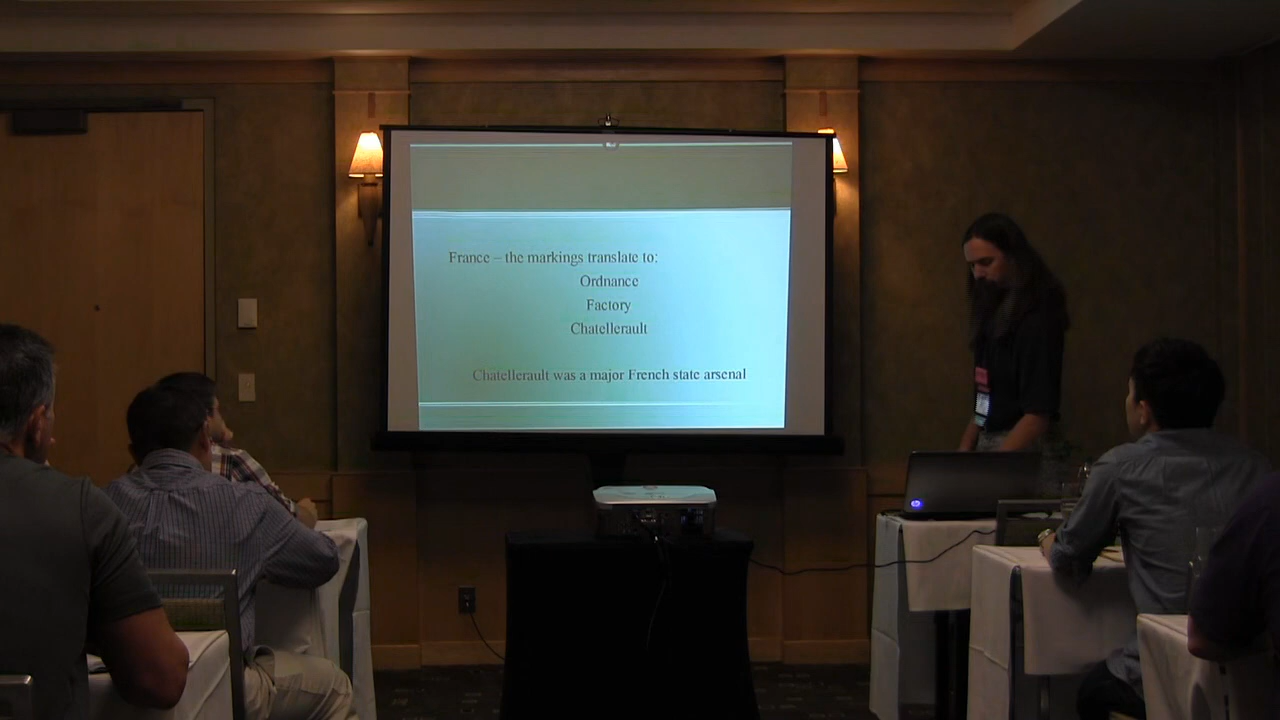 France – the markings translate to:
Ordnance
Factory
Chatellerault
Chatellerault was a major French state arsenal